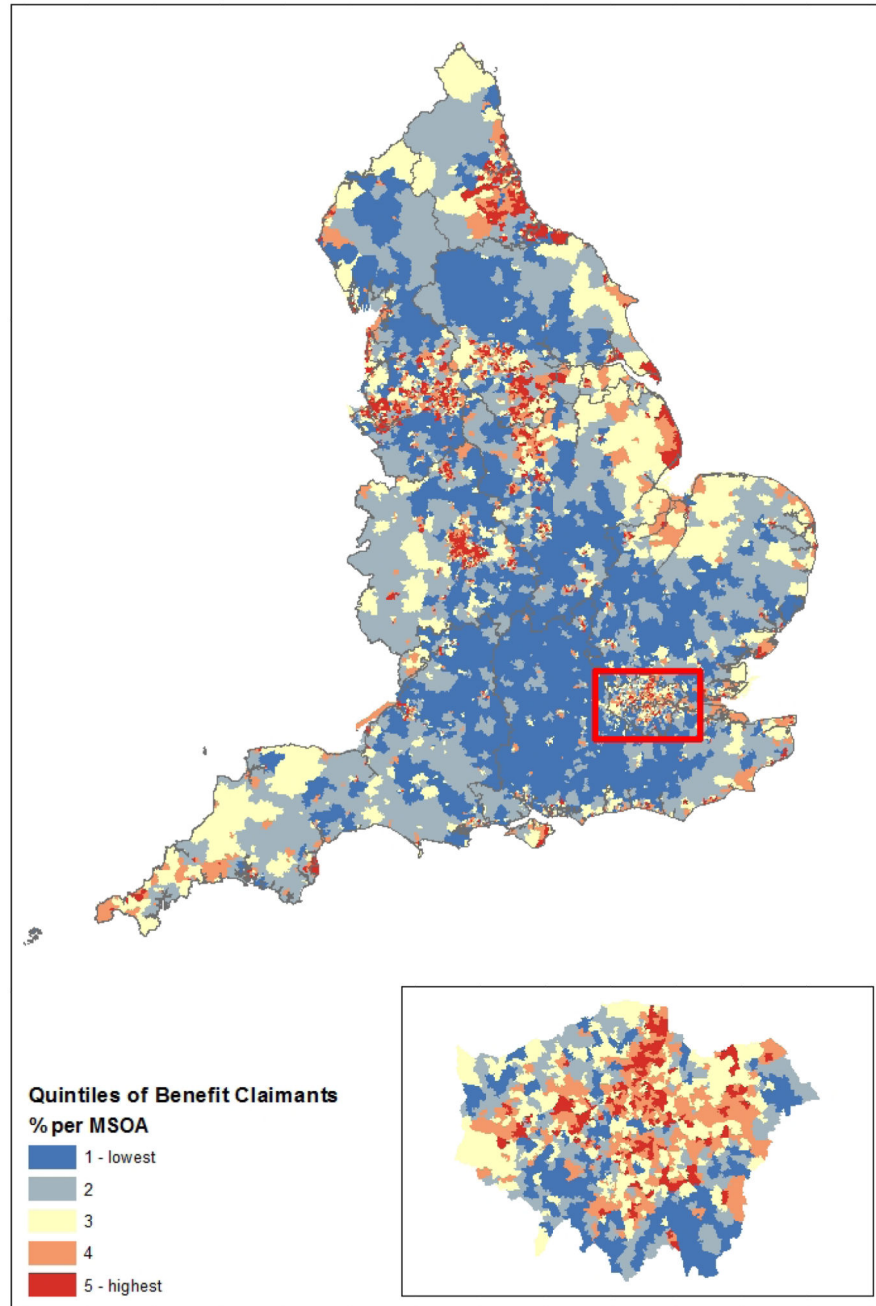 Quintiles of Benefit Claimants
% per MSOA
1 - lowest
2
3
4
5 - highest